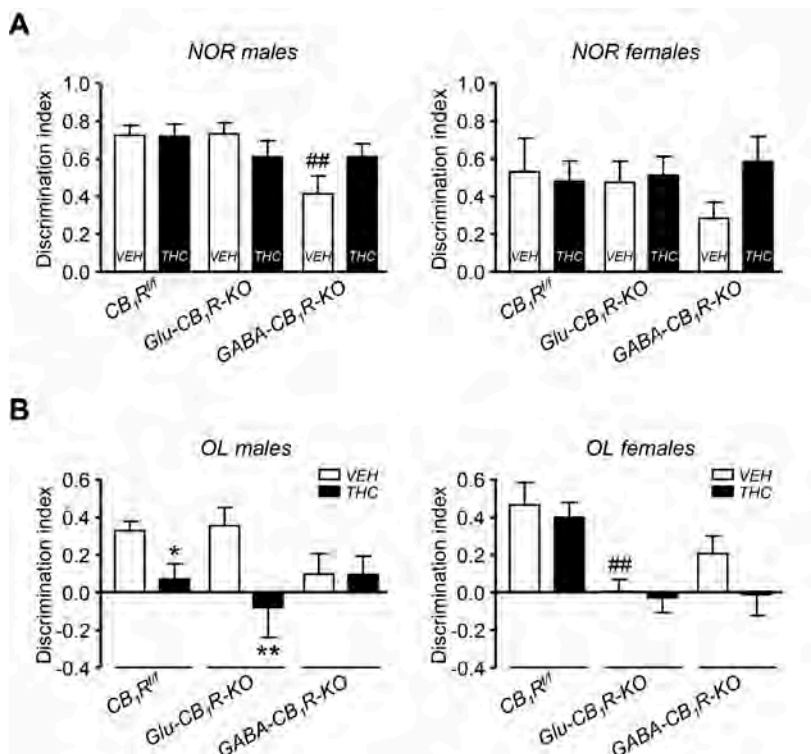 A
NOR males
NOR females
Discrimination index
1.0
0.8
0.6
0.4
0.2
0.0
##
VEH
THC
VEH
THC
VEH
THC
CB₁Rf/f
Glu-CB₁R-KO
GABA-CB₁R-KO
Discrimination index
1.0
0.8
0.6
0.4
0.2
0.0
VEH
THC
VEH
THC
VEH
THC
CB₁Rf/f
Glu-CB₁R-KO
GABA-CB₁R-KO
B
OL males
OL females
Discrimination index
0.6
0.4
0.2
0.0
-0.2
-0.4
VEH
THC
*
**
CB₁Rf/f
Glu-CB₁R-KO
GABA-CB₁R-KO
Discrimination index
0.6
0.4
0.2
0.0
-0.2
-0.4
VEH
THC
##
CB₁Rf/f
Glu-CB₁R-KO
GABA-CB₁R-KO